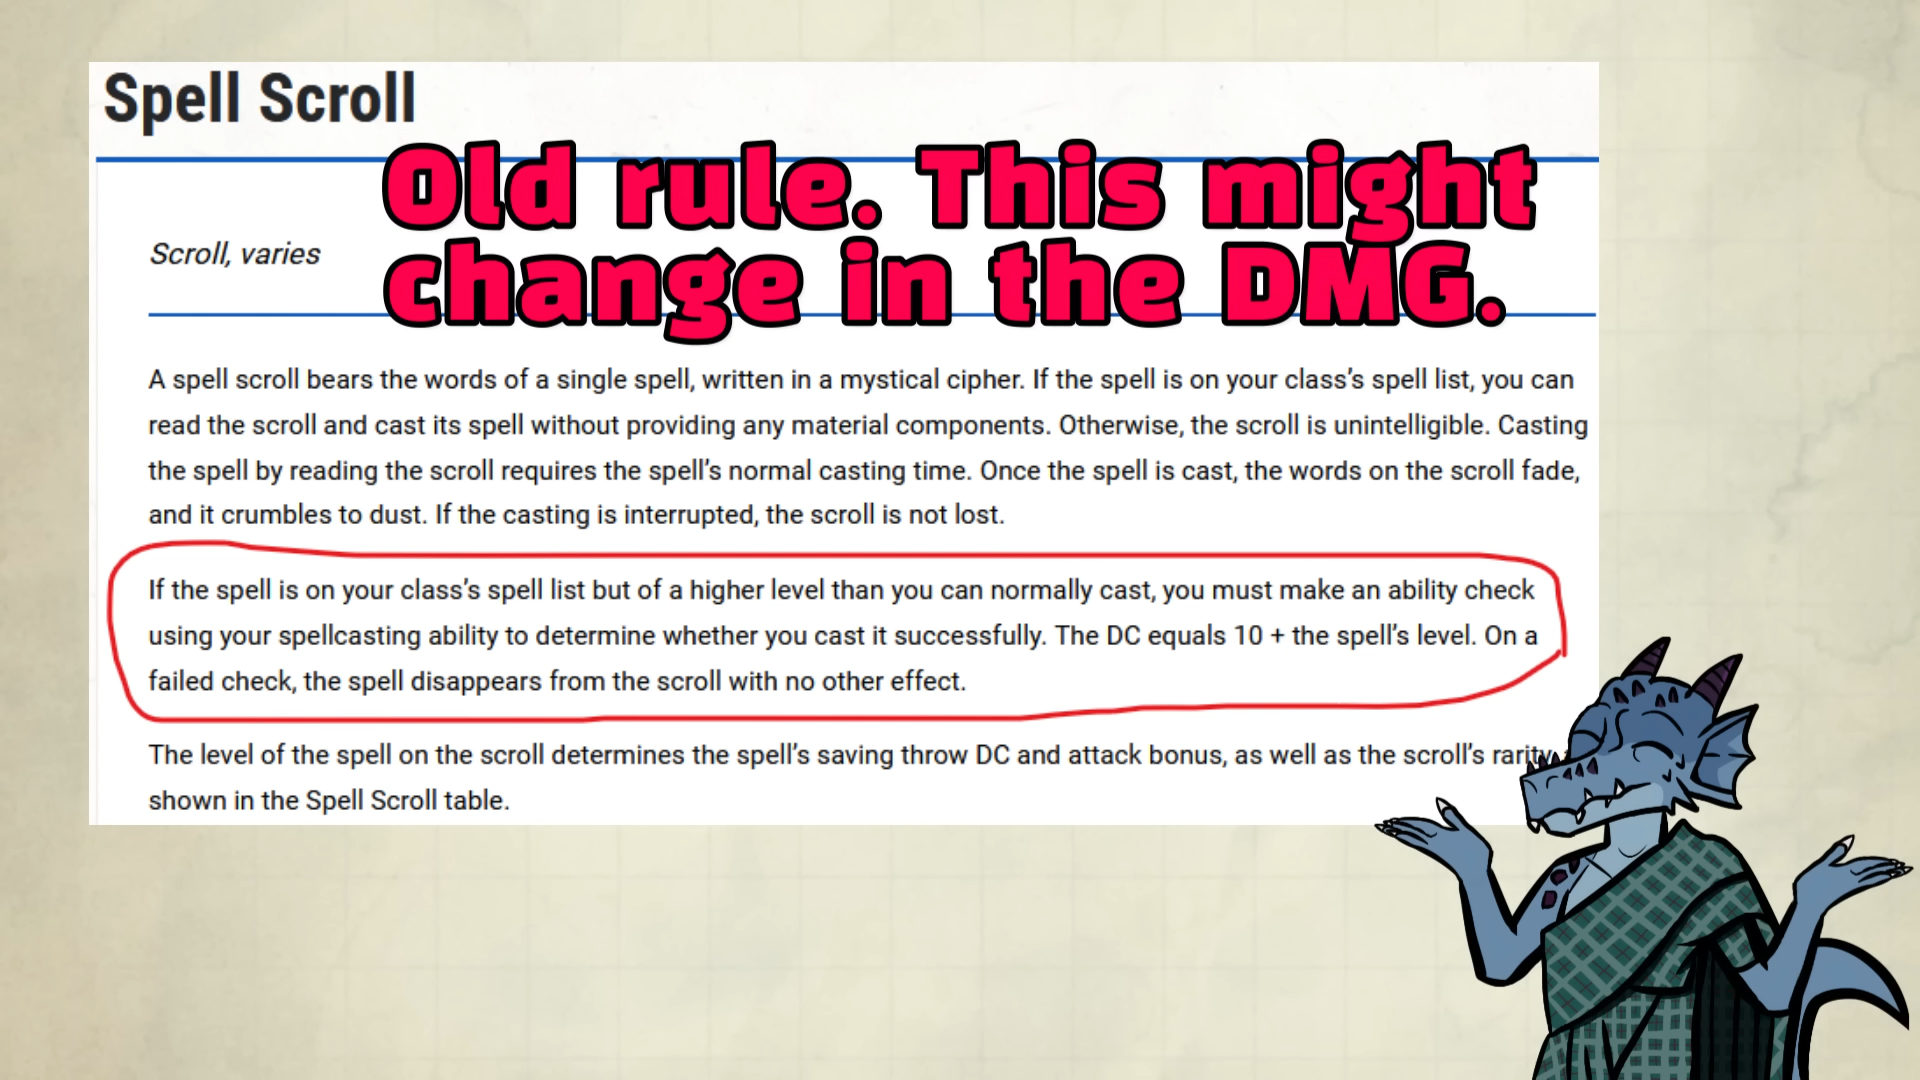 Spell Scroll
Old rule. This might
change in the DMG.
Scroll, varies
A spell scroll bears the words of a single spell, written in a mystical cipher. If the spell is on your class’s spell list, you can
read the scroll and cast its spell without providing any material components. Otherwise, the scroll is unintelligible. Casting
the spell by reading the scroll requires the spell’s normal casting time. Once the spell is cast, the words on the scroll fade,
and it crumbles to dust. If the casting is interrupted, the scroll is not lost.
If the spell is on your class’s spell list but of a higher level than you can normally cast, you must make an ability check
using your spellcasting ability to determine whether you cast it successfully. The DC equals 10 + the spell’s level. On a
failed check, the spell disappears from the scroll with no other effect.
The level of the spell on the scroll determines the spell’s saving throw DC and attack bonus, as well as the scroll’s rarity,
shown in the Spell Scroll table.